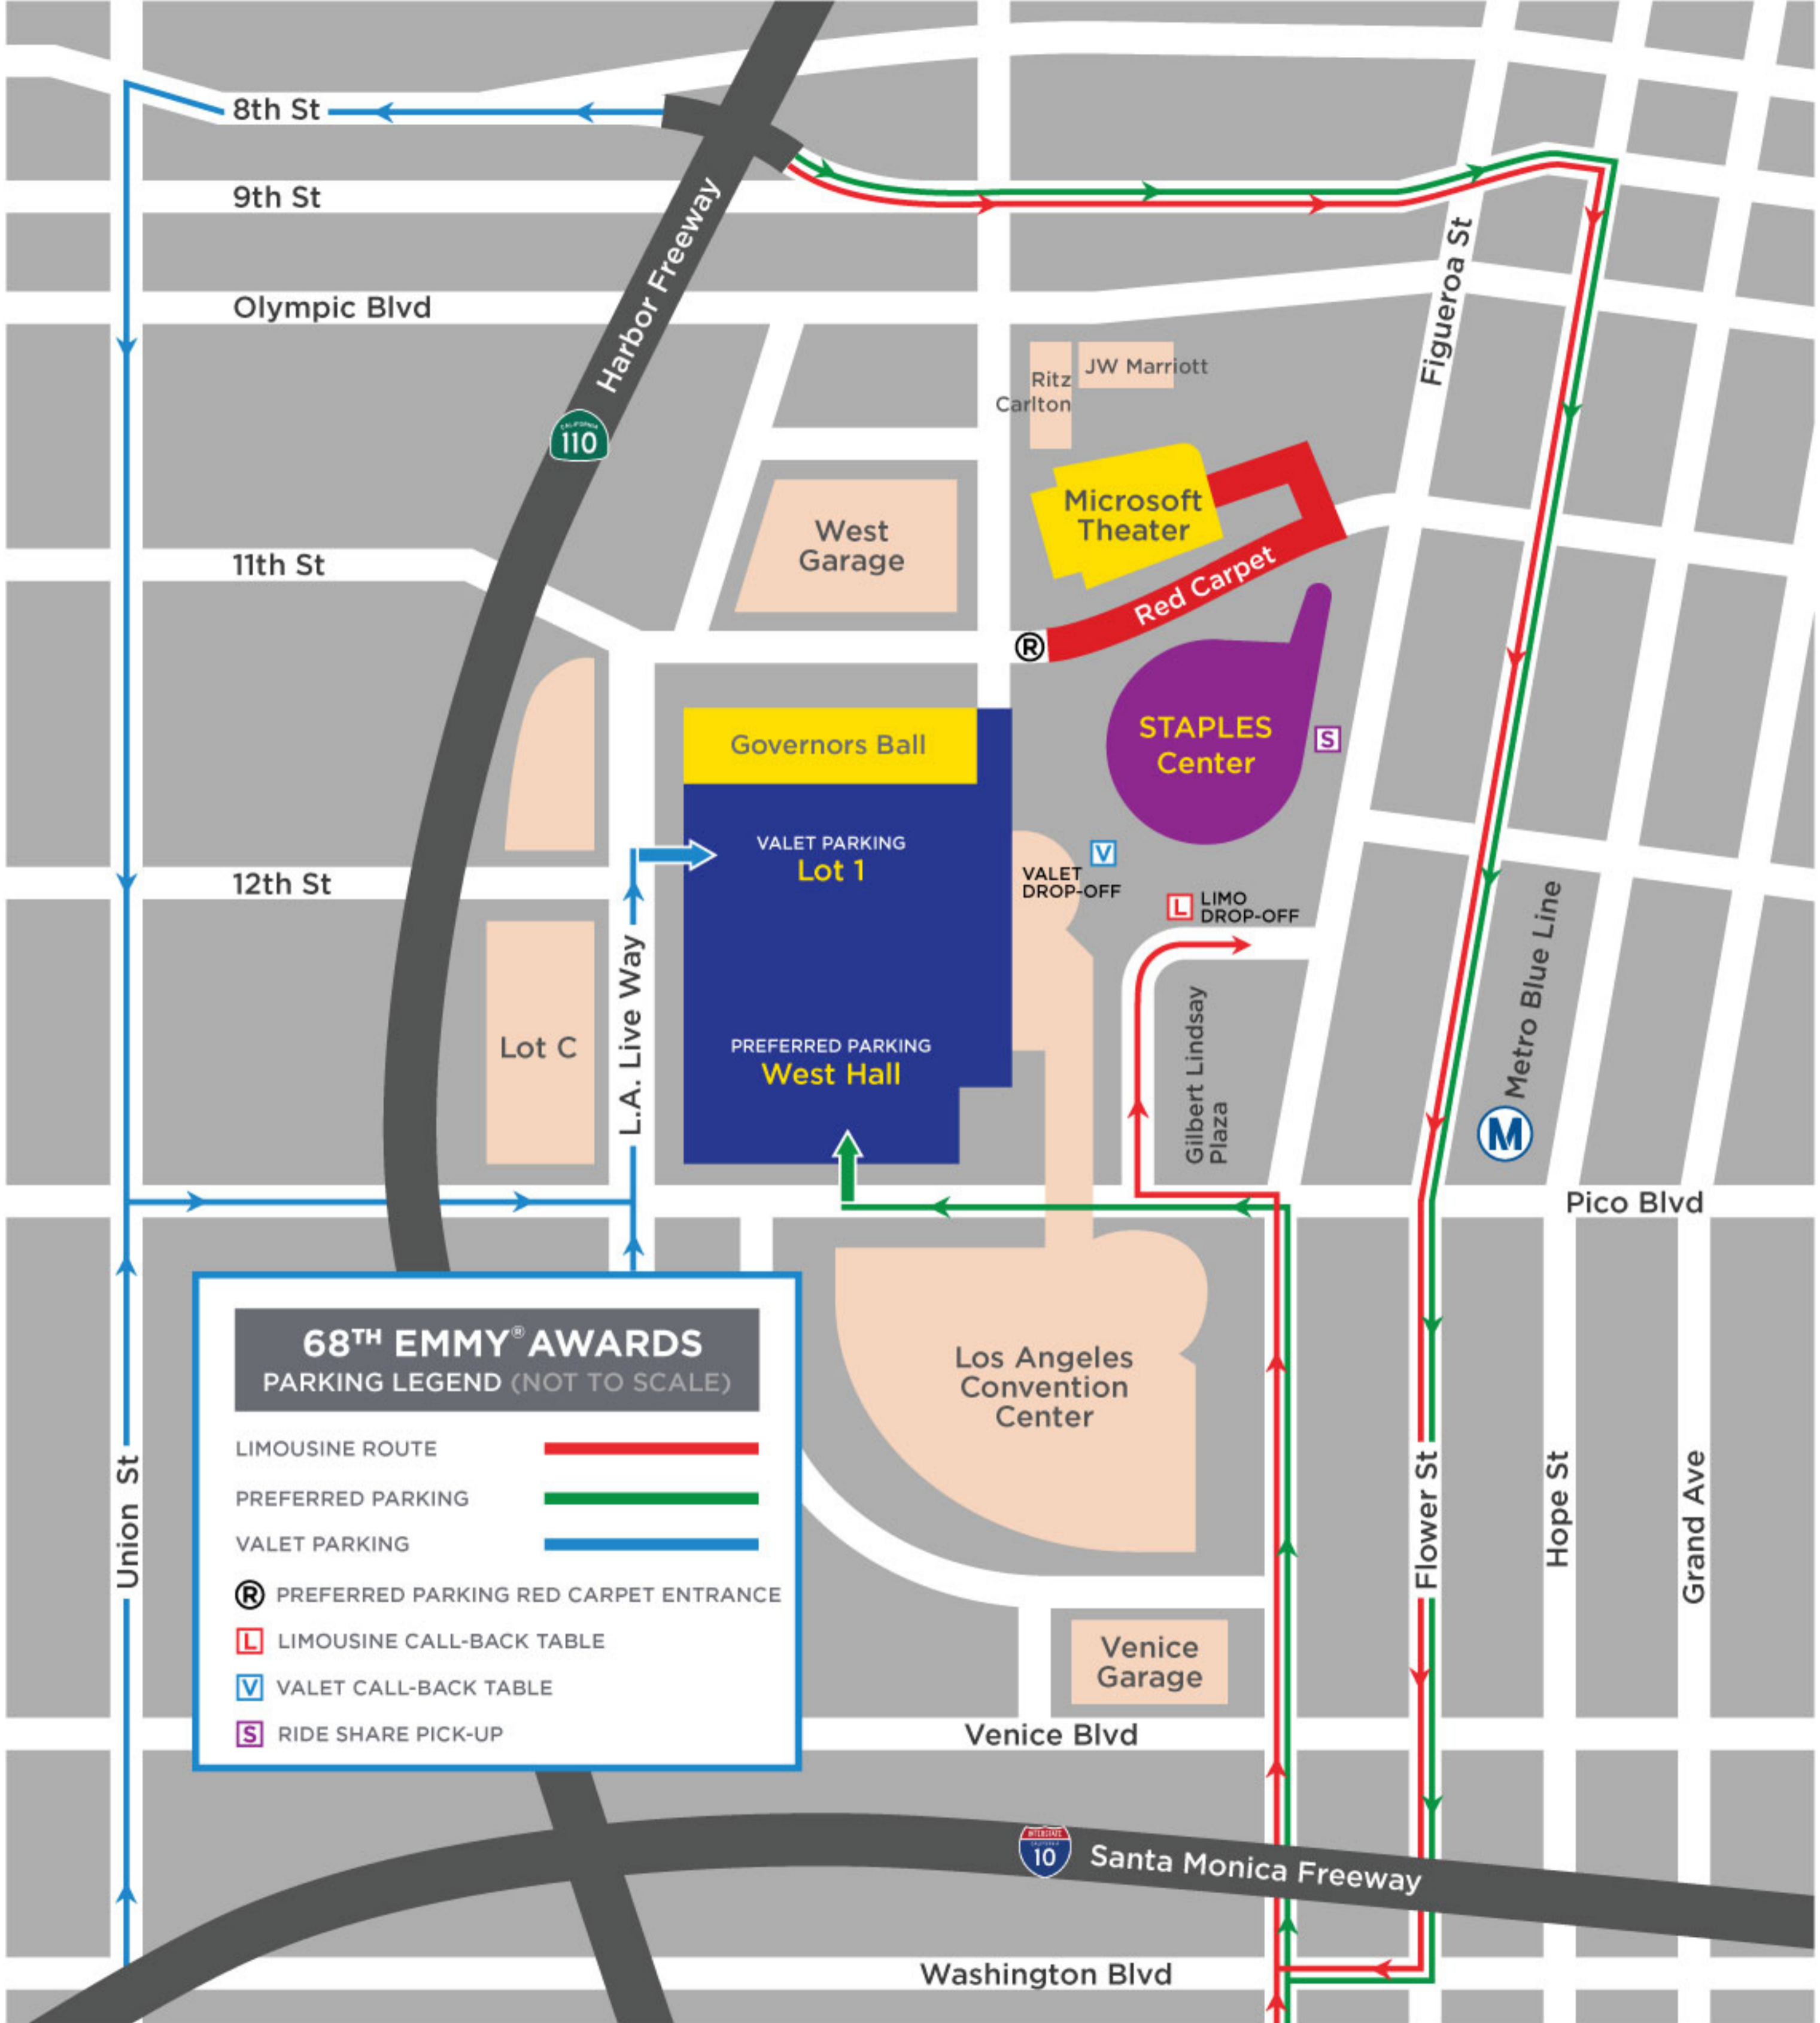 8th St
9th St
Harbor Freeway
Figueroa St
Olympic Blvd
JW Marriott
Ritz
Carlton
CALIFORNIA
110
Microsoft
Theater
West
Garage
11th St
Red Carpet
®
STAPLES
Center
S
Governors Ball
VALET PARKING
Lot 1
V
VALET
DROP-OFF
12th St
L
LIMO
DROP-OFF
Metro Blue Line
L.A. Live Way
Lot C
PREFERRED PARKING
West Hall
Gilbert Lindsay
Plaza
M
Pico Blvd
68TH EMMY® AWARDS
PARKING LEGEND (NOT TO SCALE)
LIMOUSINE ROUTE
PREFERRED PARKING
VALET PARKING
® PREFERRED PARKING RED CARPET ENTRANCE
L LIMOUSINE CALL-BACK TABLE
V VALET CALL-BACK TABLE
S RIDE SHARE PICK-UP
Los Angeles
Convention
Center
Union St
Flower St
Hope St
Grand Ave
Venice
Garage
Venice Blvd
INTERSTATE
CALIFORNIA
10
Santa Monica Freeway
Washington Blvd